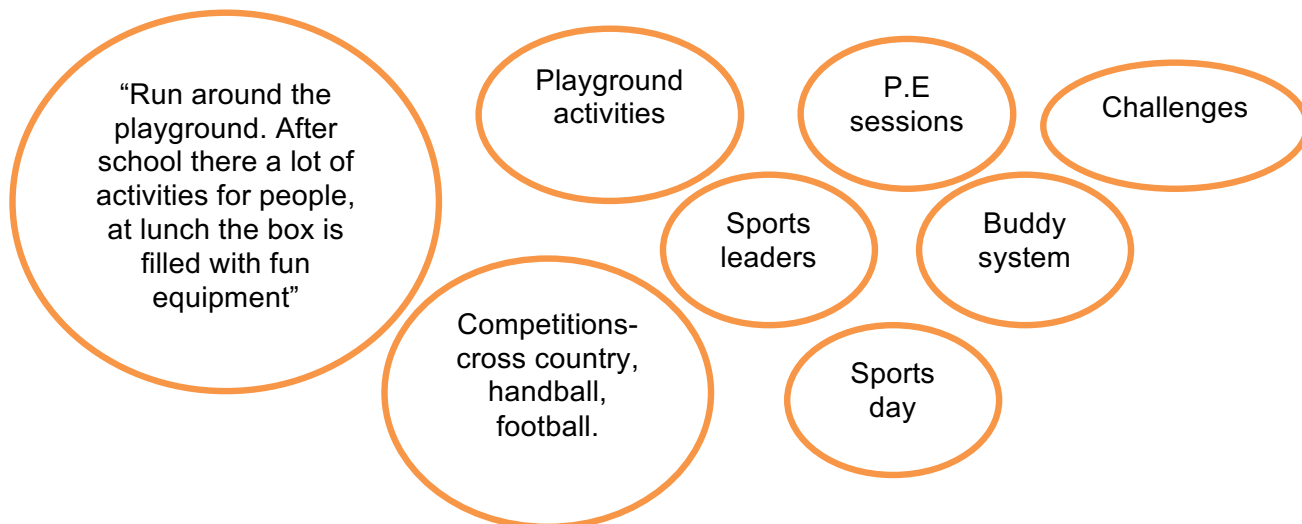 “Run around the
playground. After
school there a lot of
activities for people,
at lunch the box is
filled with fun
equipment”
Playground
activities
P.E
sessions
Challenges
Sports
leaders
Buddy
system
Competitions-
cross country,
handball,
football.
Sports
day